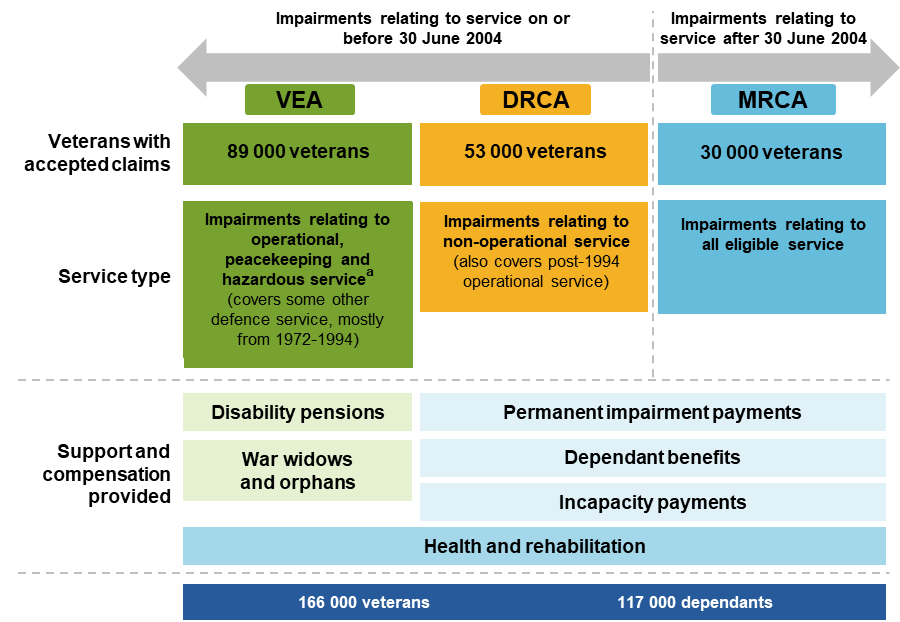 Impairments relating to service on or
before 30 June 2004
Impairments relating to
service after 30 June 2004
VEA
DRCA
MRCA
Veterans with
accepted claims
89 000 veterans
53 000 veterans
30 000 veterans
Service type
Impairments relating to
operational,
peacekeeping and
hazardous serviceᵃ
(covers some other
defence service, mostly
from 1972-1994)
Impairments relating to
non-operational service
(also covers post-1994
operational service)
Impairments relating to
all eligible service
Support and
compensation
provided
Disability pensions
War widows
and orphans
Permanent impairment payments
Dependant benefits
Incapacity payments
Health and rehabilitation
166 000 veterans
117 000 dependants